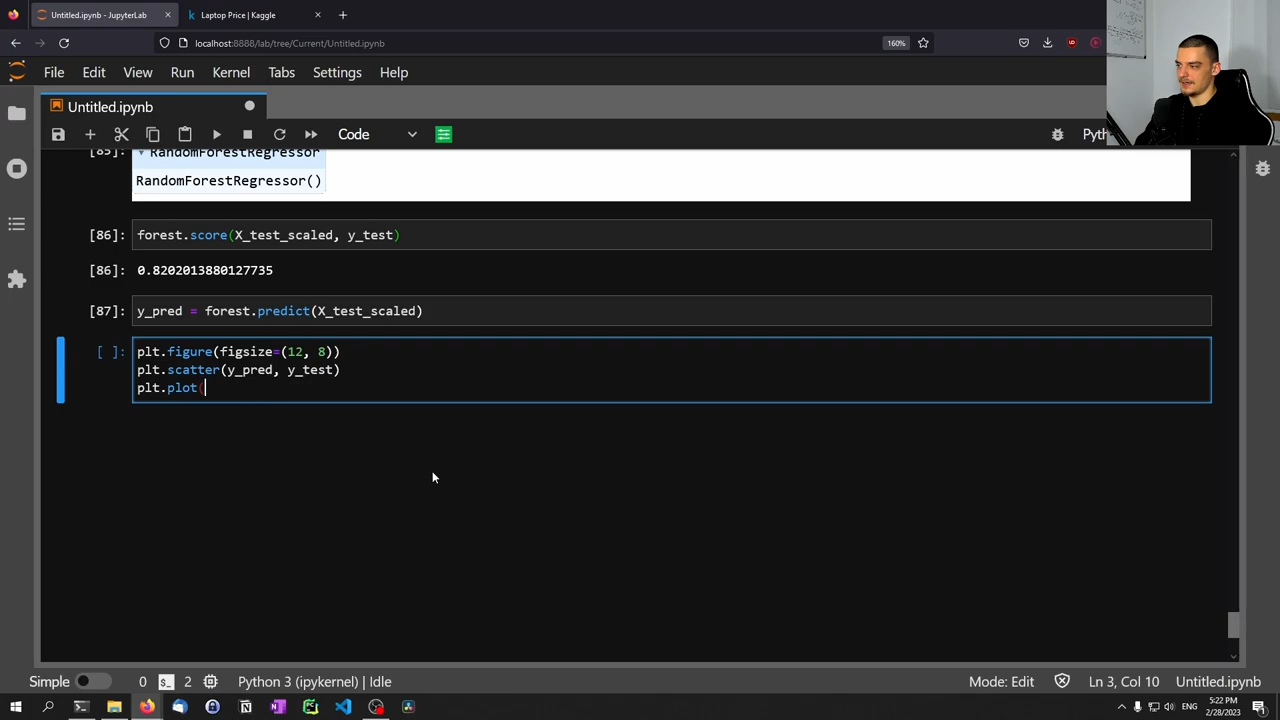 Untitled.ipynb - JupyterLab
Laptop Price | Kaggle
localhost:8888/lab/tree/Current/Untitled.ipynb
160%
File Edit View Run Kernel Tabs Settings Help
Untitled.ipynb
Code
Pyth
[85]:
RandomForestRegressor
RandomForestRegressor()
[86]: forest.score(X_test_scaled, y_test)
[86]: 0.8202013880127735
[87]: y_pred = forest.predict(X_test_scaled)
[ ]: plt.figure(figsize=(12, 8))
plt.scatter(y_pred, y_test)
plt.plot(
Simple 0 2 Python 3 (ipykernel) | Idle Mode: Edit Ln 3, Col 10 Untitled.ipynb
ENG
5:22 PM
2/28/2023